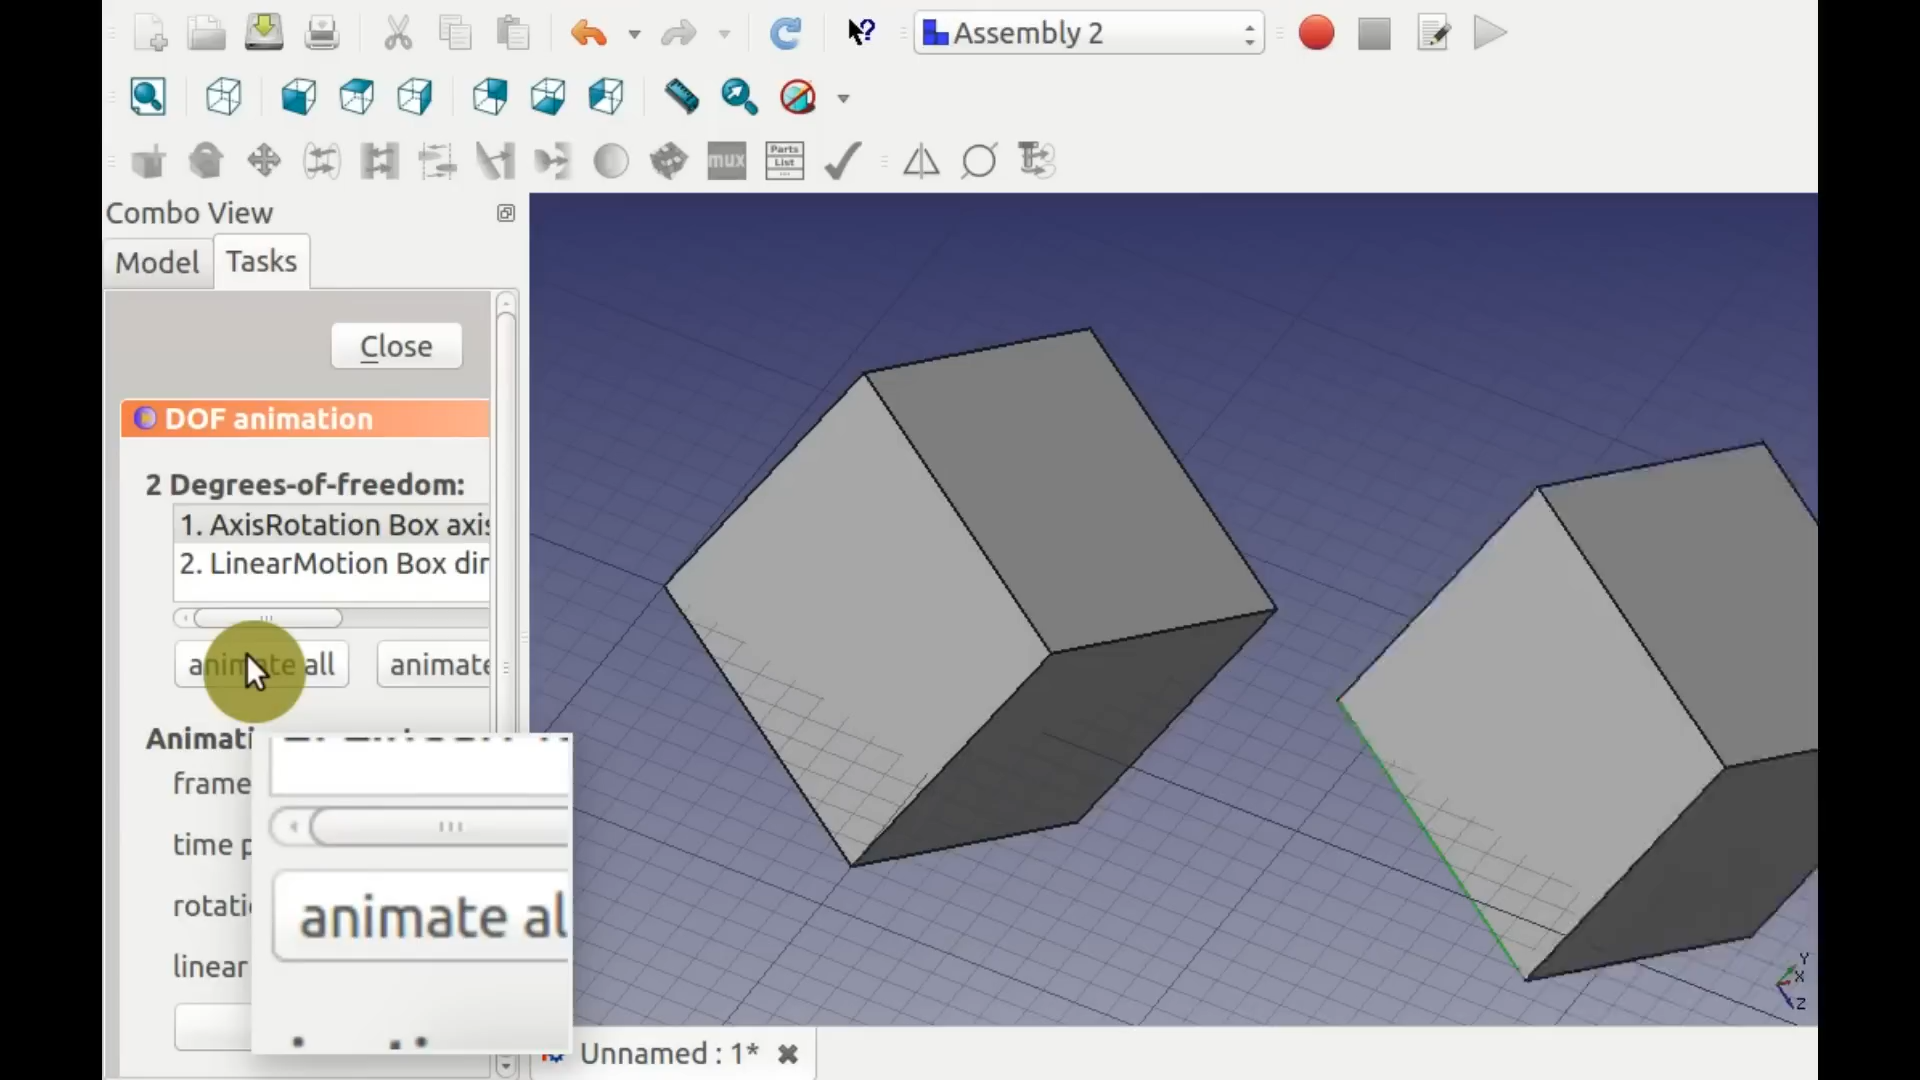 Assembly 2
mux
Parts
List
Combo View
Model
Tasks
Close
DOF animation
2 Degrees-of-freedom:
1. AxisRotation Box axis
2. LinearMotion Box dir
animate all
animate
Animati
frame
time p
rotati
linear
animate al
Unnamed : 1*
Y
X
Z